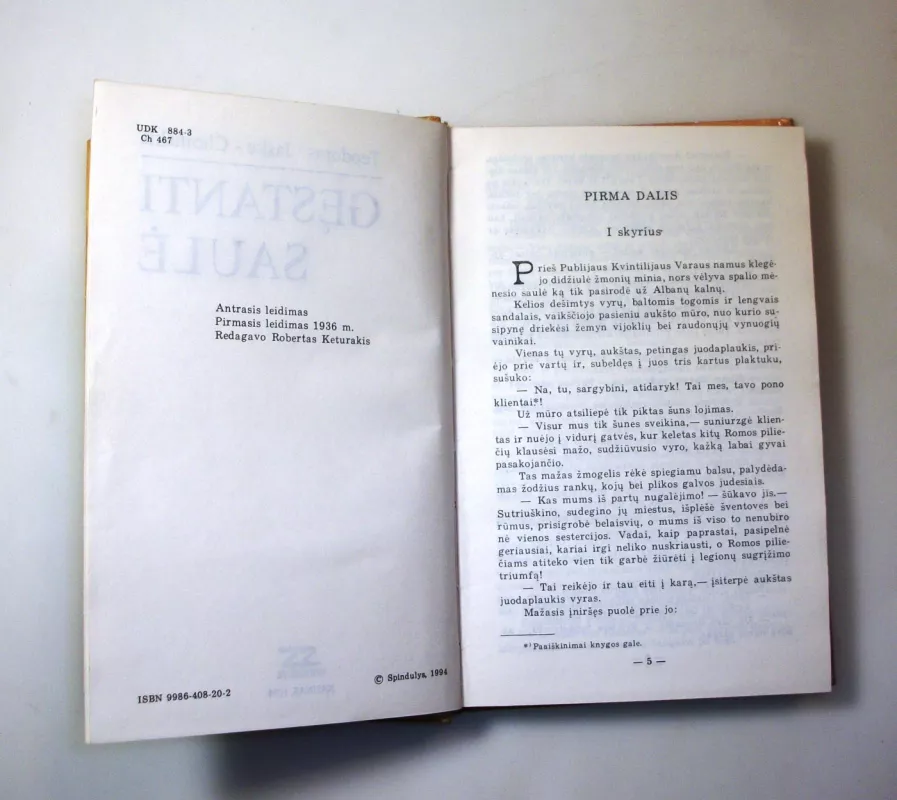 UDK 884-3
Ch 467
GĘSTANTI
SAULĖ
Antrasis leidimas
Pirmasis leidimas 1936 m.
Redagavo Robertas Keturakis
© Spindulys, 1994
ISBN 9986-408-20-2
PIRMA DALIS
I skyrius
Prieš Publijaus Kvintilijaus Varaus namus klegė-
jo didžiulė žmonių minia, nors vėlyva spalio mė-
nesio saulė ką tik pasirodė už Albanų kalnų.
Kelios dešimtys vyrų, baltomis togomis ir lengvais
sandalais, vaikščiojo pasieniu aukšto mūro, nuo kurio su-
sipynę driekėsi žemyn vijoklių bei raudonųjų vynuogių
vainikai.
Vienas tų vyrų, aukštas, petingas juodaplaukis, pri-
ėjo prie vartų ir, subeldęs į juos tris kartus plaktuku,
sušuko:
— Na, tu, sargybini, atidaryk! Tai mes, tavo pono
klientai*!
Už mūro atsiliepė tik piktas šuns lojimas.
— Visur mus tik šunes sveikina,— suniurzgė klien-
tas ir nuėjo į vidurį gatvės, kur keletas kitų Romos pilie-
čių klausėsi mažo, sudžiūvusio vyro, kažką labai gyvai
pasakojančio.
Tas mažas žmogelis rėkė spiegiamu balsu, palydėda-
mas žodžius rankų, kojų bei plikos galvos judesiais.
— Kas mums iš partų nugalėjimo! — šūkavo jis.—
Sutriuškino, sudegino jų miestus, išplėšė šventoves bei
rūmus, prisigrobė belaisvių, o mums iš viso to nenubiro
nė vienos sestercijos. Vadai, kaip paprastai, pasipelnė
geriausiai, kariai irgi neliko nuskriausti, o Romos pilie-
čiams atiteko vien tik garbė žiūrėti į legionų sugrįžimo
triumfą!
— Tai reikėjo ir tau eiti į karą,— įsiterpė aukštas
juodaplaukis vyras.
Mažasis įniršęs puolė prie jo:
*) Paaiškinimai knygos gale.
— 5 —